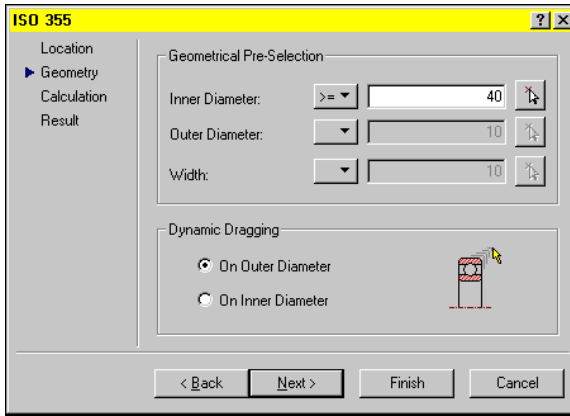 ISO 355
? ×
Location
Geometry
Calculation
Result
Geometrical Pre-Selection
Inner Diameter: >= 40
Outer Diameter: 10
Width: 10
Dynamic Dragging
On Outer Diameter
On Inner Diameter
< Back Next > Finish Cancel